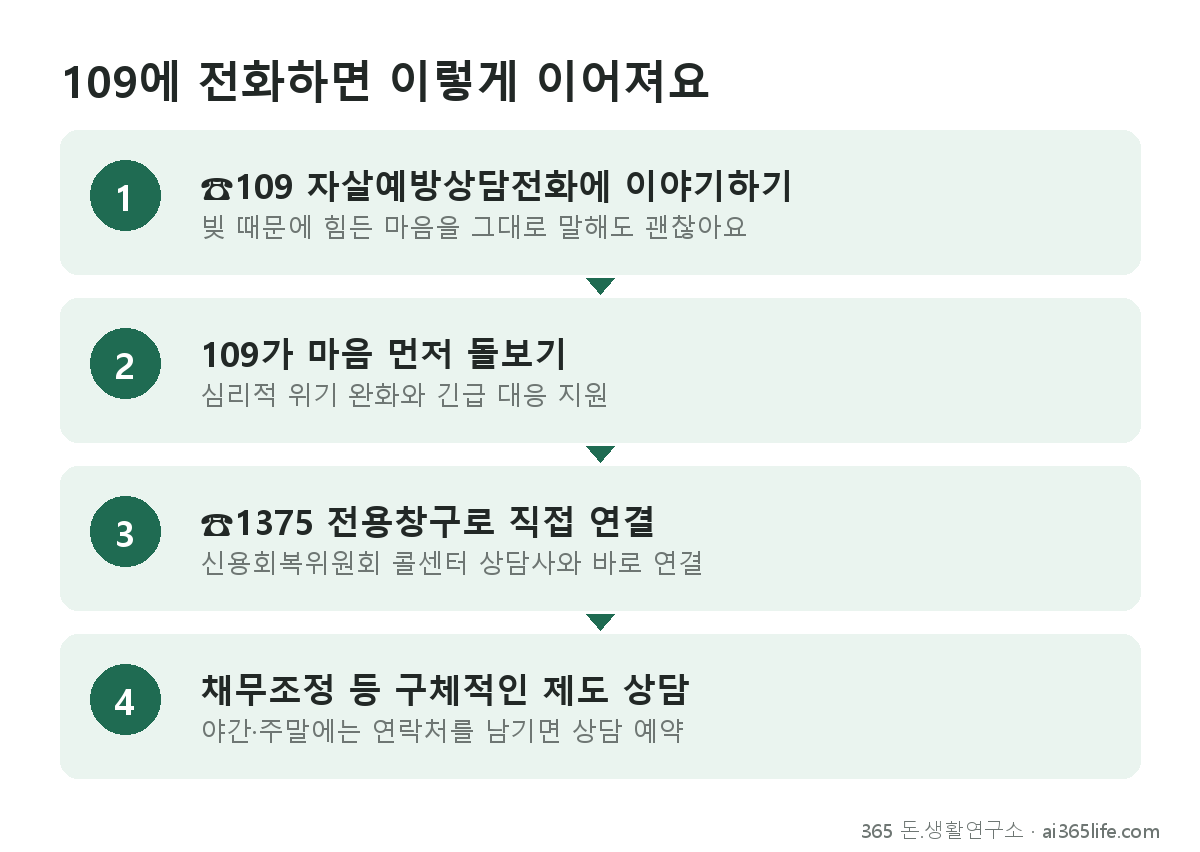 109에 전화하면 이렇게 이어져요
1
☎109 자살예방상담전화에 이야기하기
빚 때문에 힘든 마음을 그대로 말해도 괜찮아요
2
109가 마음 먼저 돌보기
심리적 위기 완화와 긴급 대응 지원
3
☎1375 전용창구로 직접 연결
신용회복위원회 콜센터 상담사와 바로 연결
4
채무조정 등 구체적인 제도 상담
야간·주말에는 연락처를 남기면 상담 예약
365 돈.생활연구소 · ai365life.com